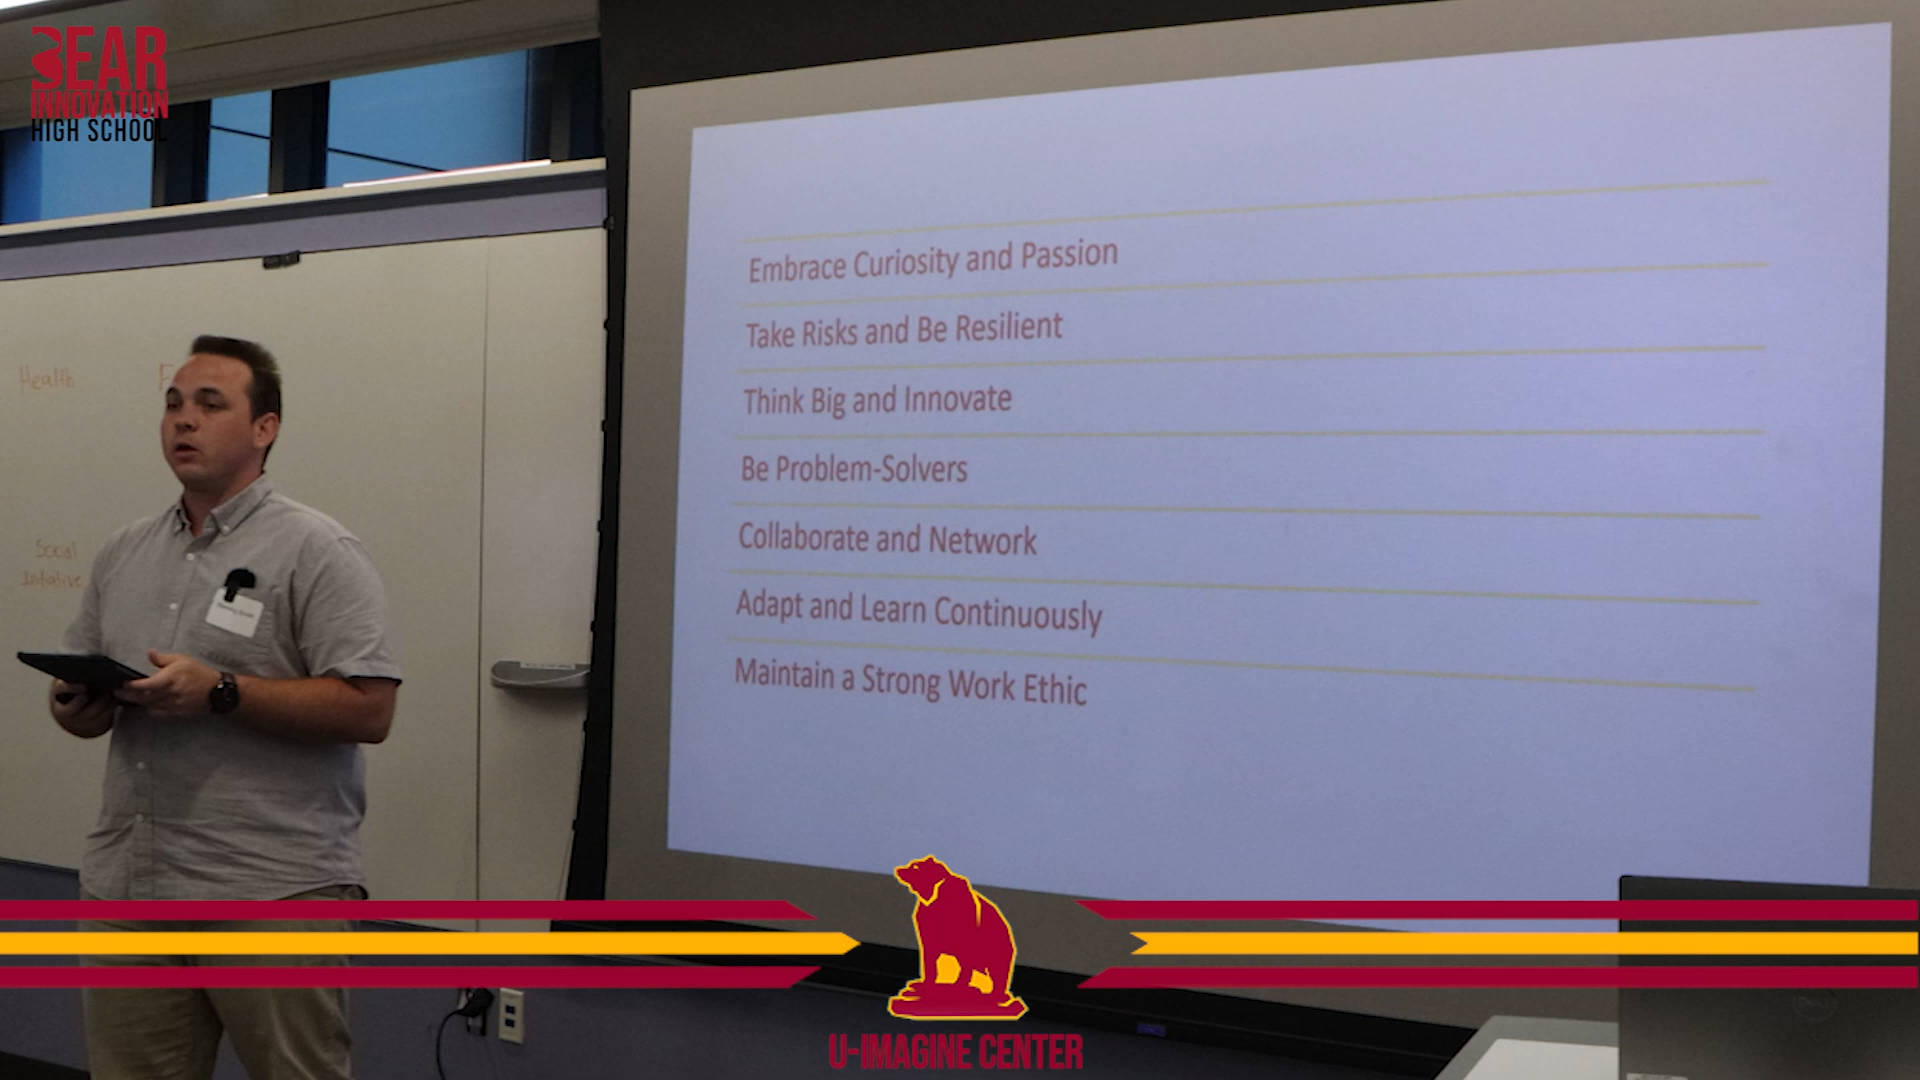 BEAR
INNOVATION
HIGH SCHOOL
Embrace Curiosity and Passion
Take Risks and Be Resilient
Think Big and Innovate
Be Problem-Solvers
Collaborate and Network
Adapt and Learn Continuously
Maintain a Strong Work Ethic
Health
Social
Initiative
U-IMAGINE CENTER